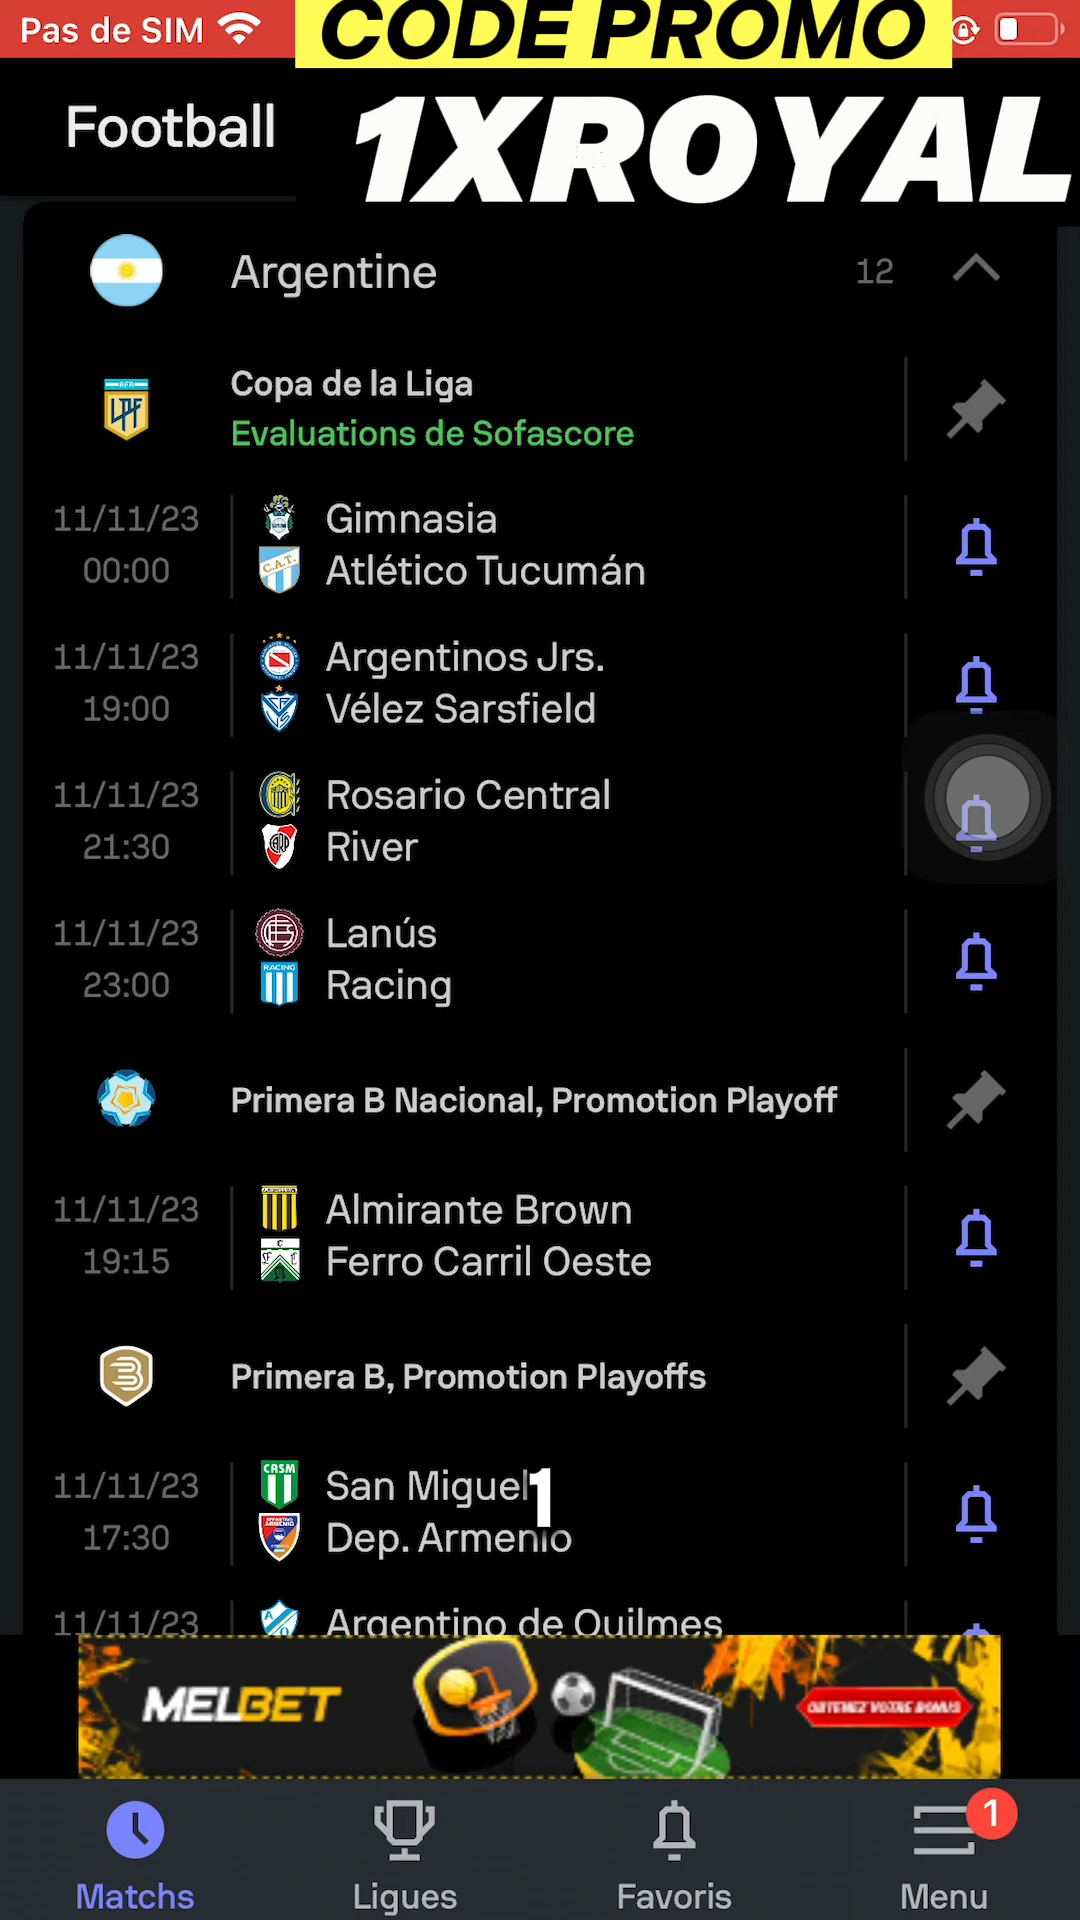 Pas de SIM
CODE PROMO
Football
1XROYAL
Argentine
12
Copa de la Liga
Evaluations de Sofascore
11/11/23
Gimnasia
00:00
Atlético Tucumán
11/11/23
Argentinos Jrs.
19:00
Vélez Sarsfield
11/11/23
Rosario Central
21:30
River
11/11/23
Lanús
23:00
Racing
Primera B Nacional, Promotion Playoff
11/11/23
Almirante Brown
19:15
Ferro Carril Oeste
Primera B, Promotion Playoffs
11/11/23
San Miguel
1
17:30
Dep. Armenio
11/11/23
Argentino de Quilmes
MELBET
OBTENEZ VOTRE BONUS
1
Matchs
Ligues
Favoris
Menu